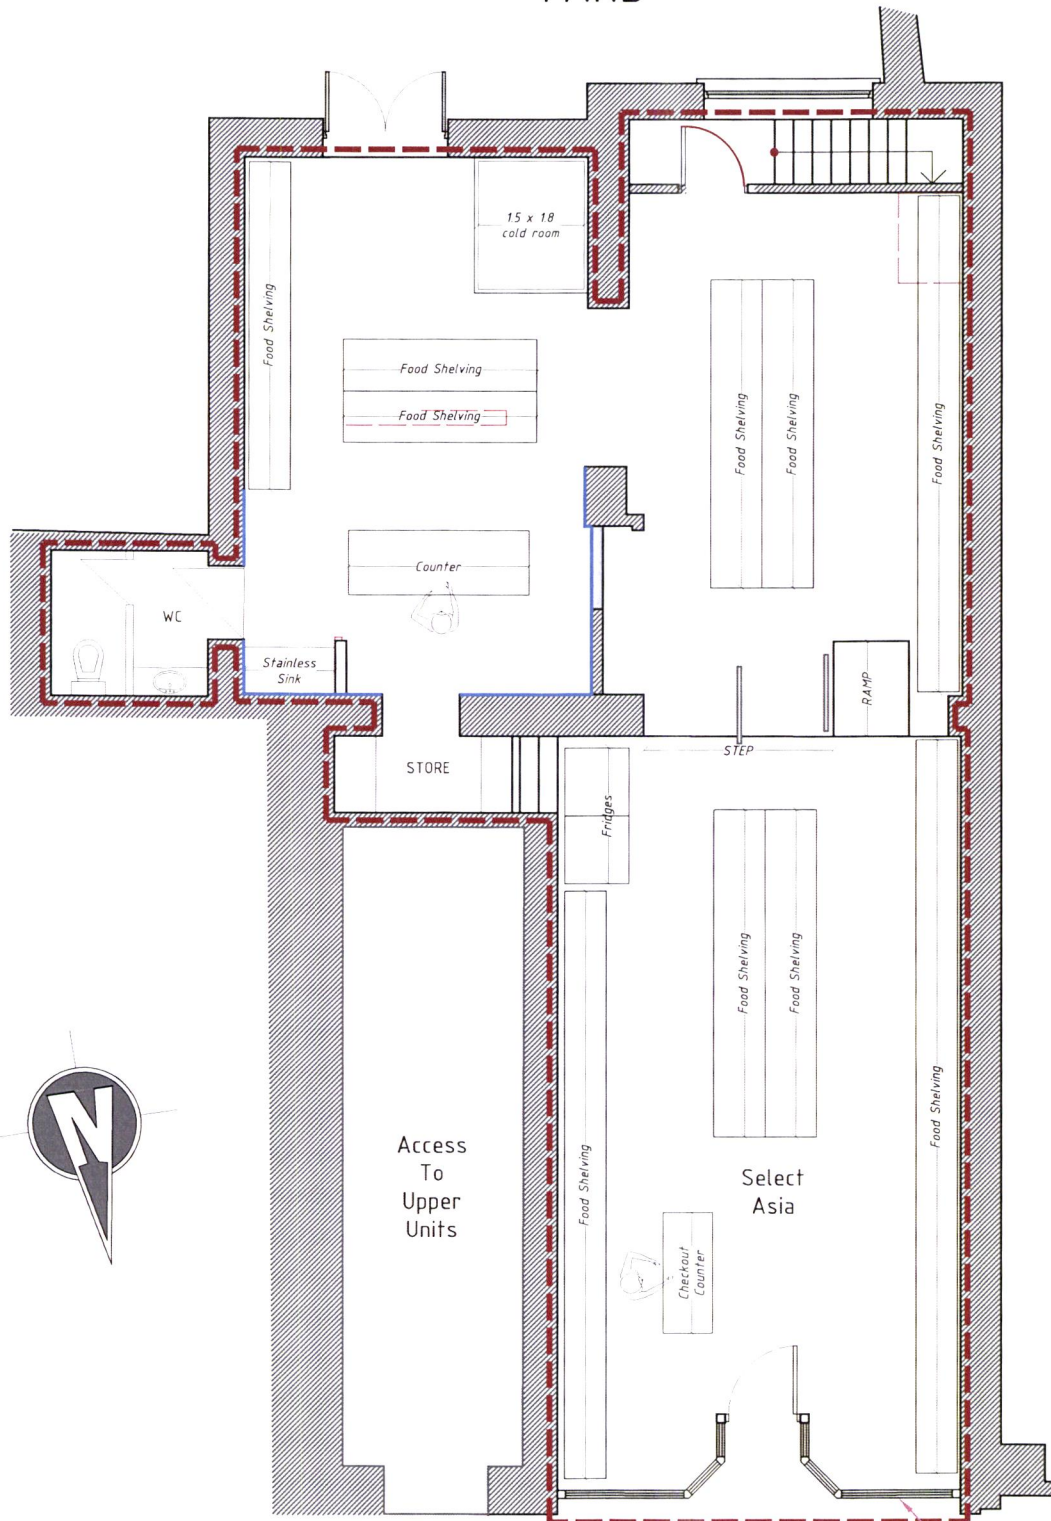 15 x 18
cold room
Food Shelving
Food Shelving
Food Shelving
Food Shelving
Food Shelving
Food Shelving
Counter
WC
Stainless
Sink
RAMP
STEP
STORE
Fridges
Food Shelving
Food Shelving
Food Shelving
Food Shelving
N
Access
To
Upper
Units
Select
Asia
Checkout
Counter